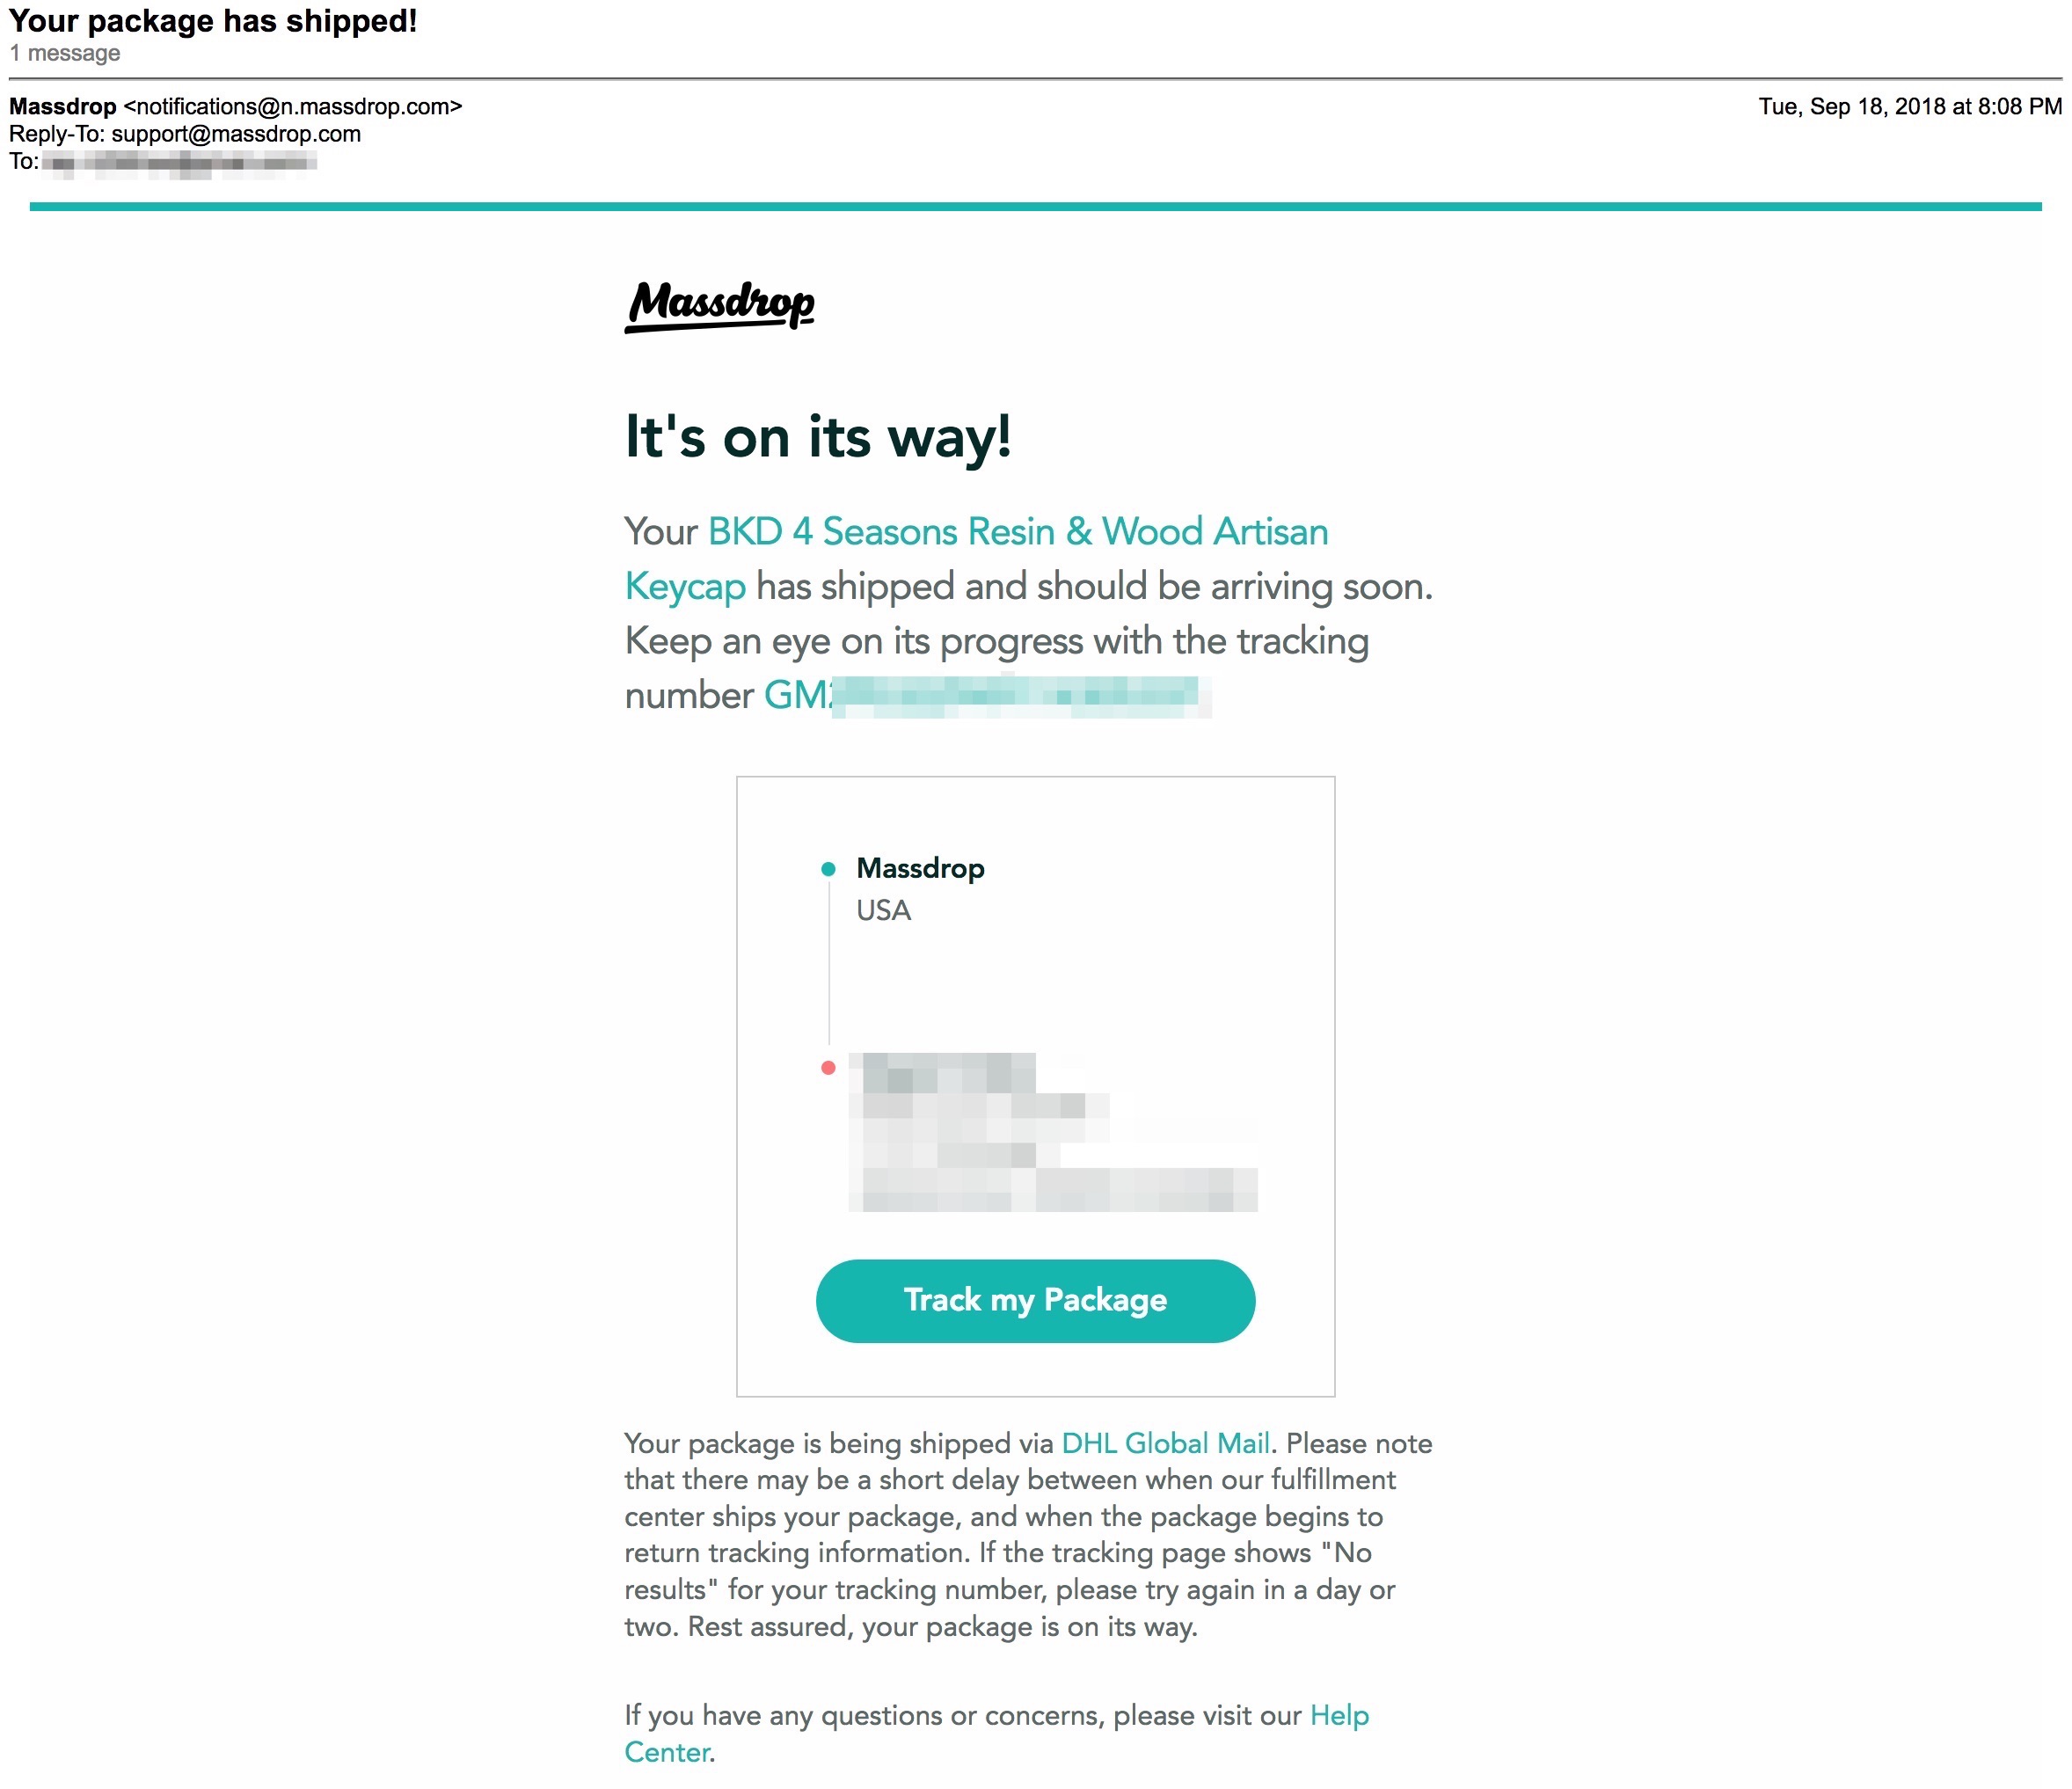 Your package has shipped!
1 message
Massdrop <notifications@n.massdrop.com>
Tue, Sep 18, 2018 at 8:08 PM
Reply-To: support@massdrop.com
To:
Massdrop
It's on its way!
Your BKD 4 Seasons Resin & Wood Artisan
Keycap has shipped and should be arriving soon.
Keep an eye on its progress with the tracking
number GM
Massdrop
USA
Track my Package
Your package is being shipped via DHL Global Mail. Please note
that there may be a short delay between when our fulfillment
center ships your package, and when the package begins to
return tracking information. If the tracking page shows "No
results" for your tracking number, please try again in a day or
two. Rest assured, your package is on its way.
If you have any questions or concerns, please visit our Help
Center.